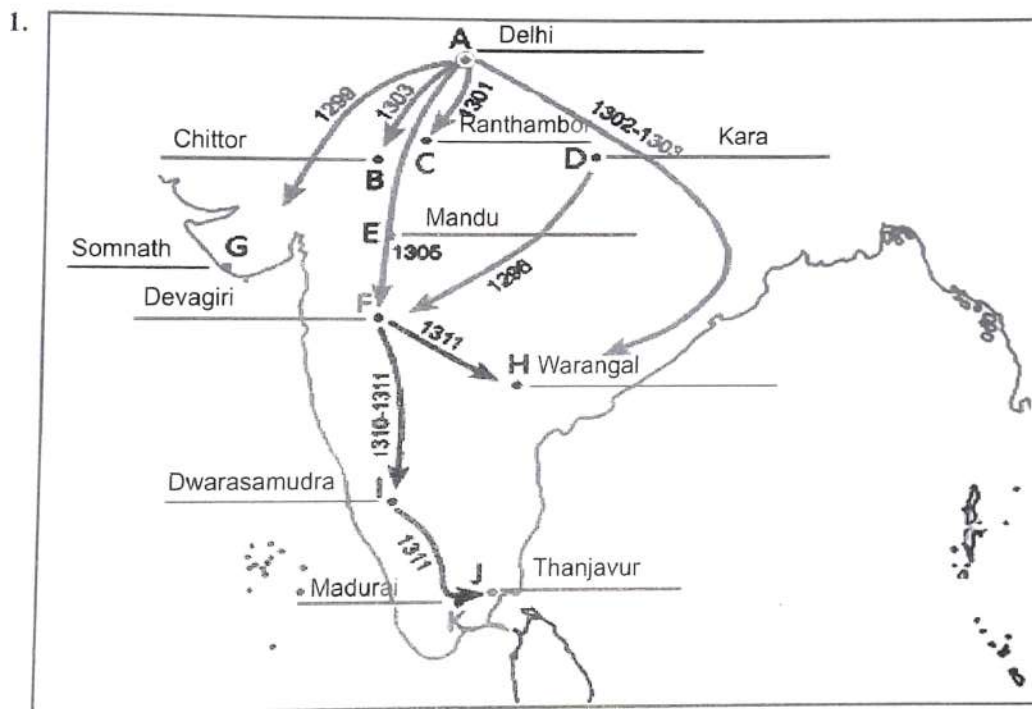 1.
A Delhi
1299
1303
1301
1302-1303
Chittor
Ranthambor
Kara
B
C
D
Mandu
E
1305
G
Somnath
1296
Devagiri
F
1311
H
Warangal
1310-1311
Dwarasamudra
I
1311
J
Thanjavur
Madurai
K